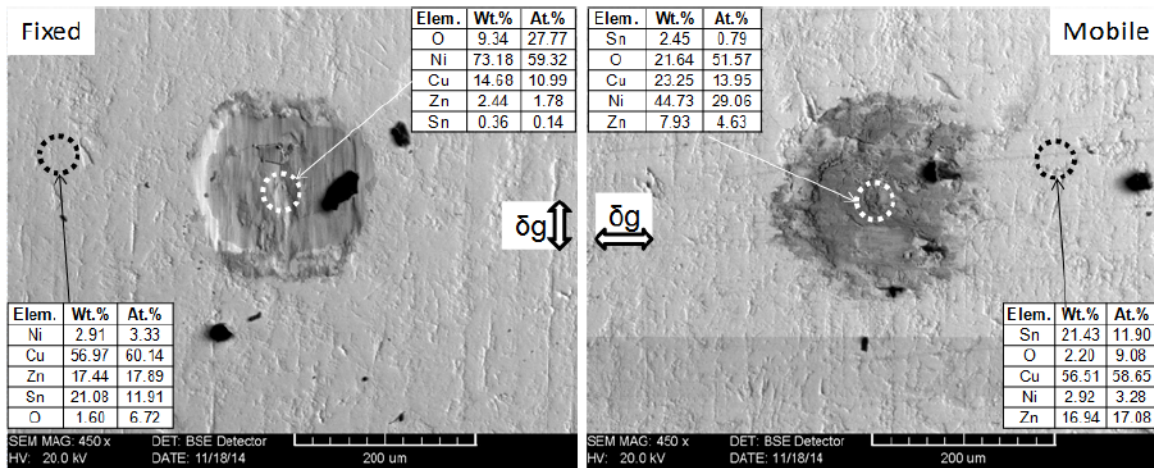 Fixed
Elem. Wt.% At.%
O 9.34 27.77
Ni 73.18 59.32
Cu 14.68 10.99
Zn 2.44 1.78
Sn 0.36 0.14
δg
Elem. Wt.% At.%
Ni 2.91 3.33
Cu 56.97 60.14
Zn 17.44 17.89
Sn 21.08 11.91
O 1.60 6.72
SEM MAG: 450 x DET: BSE Detector
HV: 20.0 kV DATE: 11/18/14 200 um
Elem. Wt.% At.%
Sn 2.45 0.79
O 21.64 51.57
Cu 23.25 13.95
Ni 44.73 29.06
Zn 7.93 4.63
Mobile
δg
Elem. Wt.% At.%
Sn 21.43 11.90
O 2.20 9.08
Cu 56.51 58.65
Ni 2.92 3.28
Zn 16.94 17.08
SEM MAG: 450 x DET: BSE Detector
HV: 20.0 kV DATE: 11/18/14 200 um